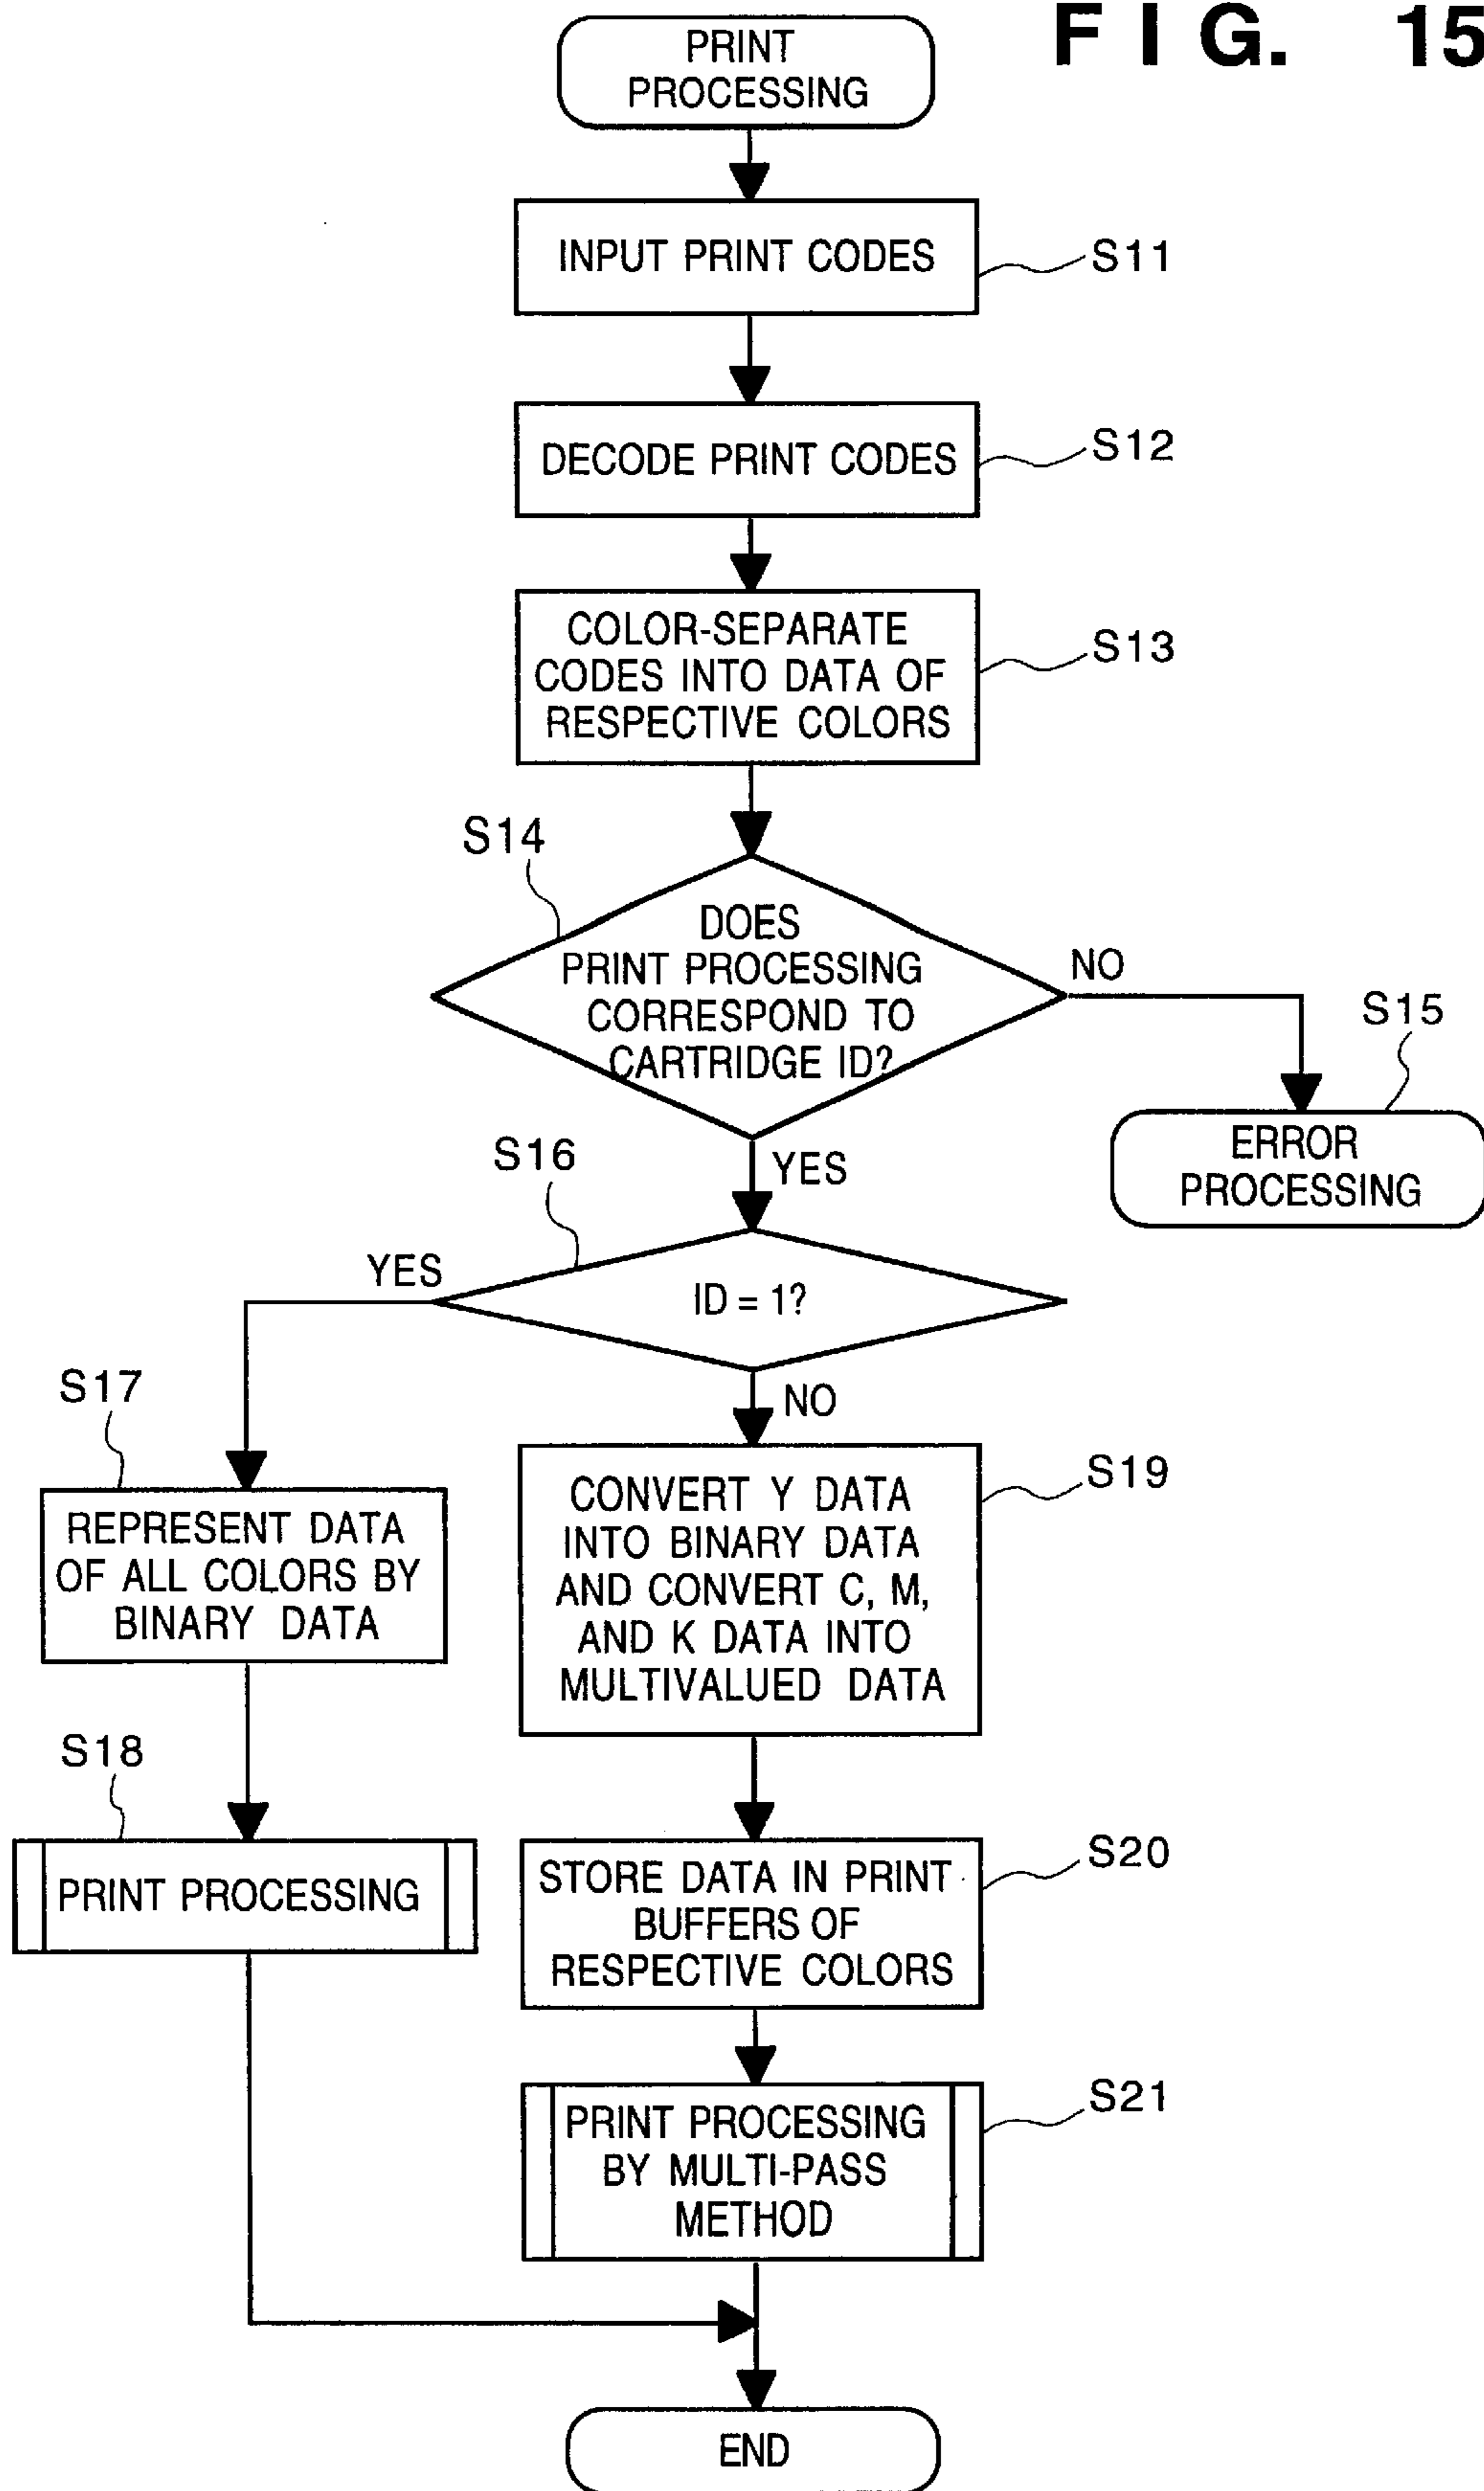 FIG. 15
PRINT
PROCESSING
INPUT PRINT CODES
S11
DECODE PRINT CODES
S12
COLOR-SEPARATE
CODES INTO DATA OF
RESPECTIVE COLORS
S13
S14
DOES
PRINT PROCESSING
CORRESPOND TO
CARTRIDGE ID?
NO
S15
ERROR
PROCESSING
YES
S16
ID = 1?
YES
NO
S17
REPRESENT DATA
OF ALL COLORS BY
BINARY DATA
S19
CONVERT Y DATA
INTO BINARY DATA
AND CONVERT C, M,
AND K DATA INTO
MULTIVALUED DATA
S18
PRINT PROCESSING
S20
STORE DATA IN PRINT
BUFFERS OF
RESPECTIVE COLORS
S21
PRINT PROCESSING
BY MULTI-PASS
METHOD
END